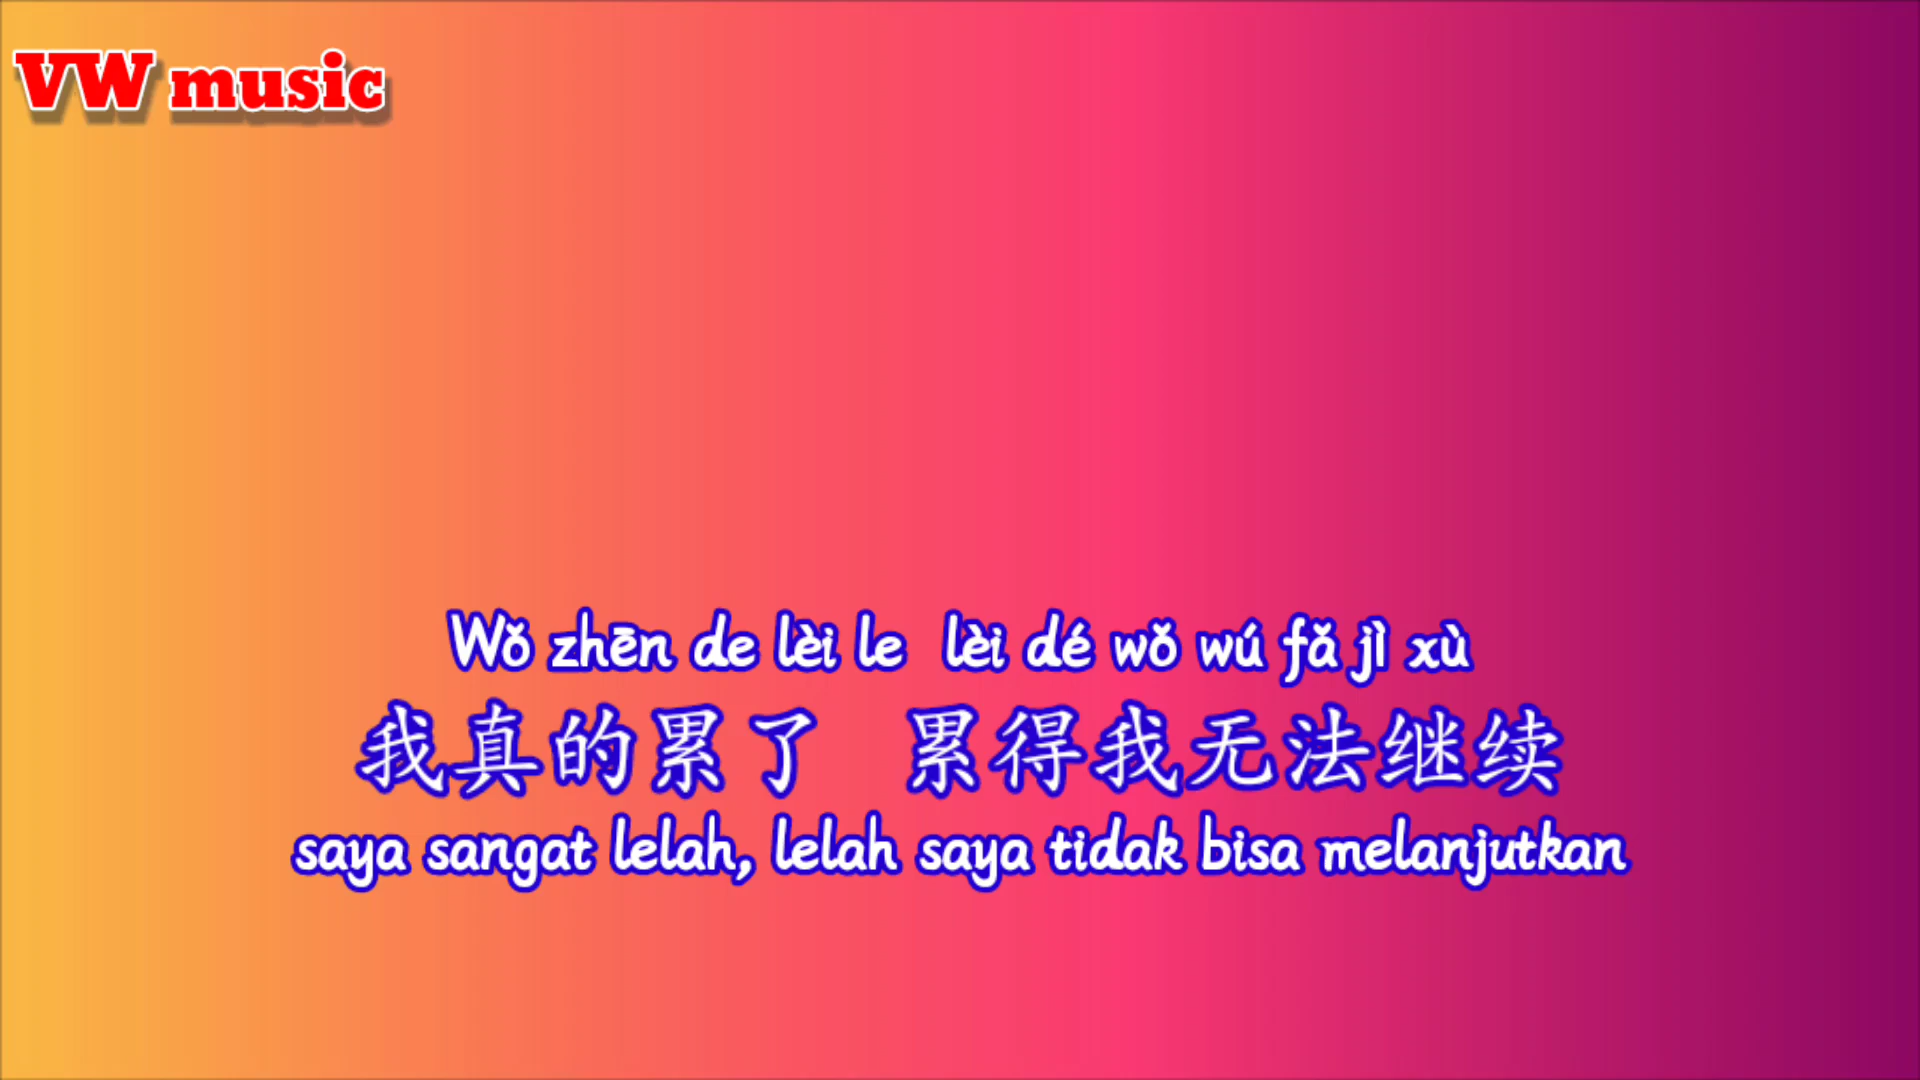 VW music
Wǒ zhēn de lèi le  lèi dé wǒ wú fǎ jì xù
我真的累了  累得我无法继续
saya sangat lelah, lelah saya tidak bisa melanjutkan